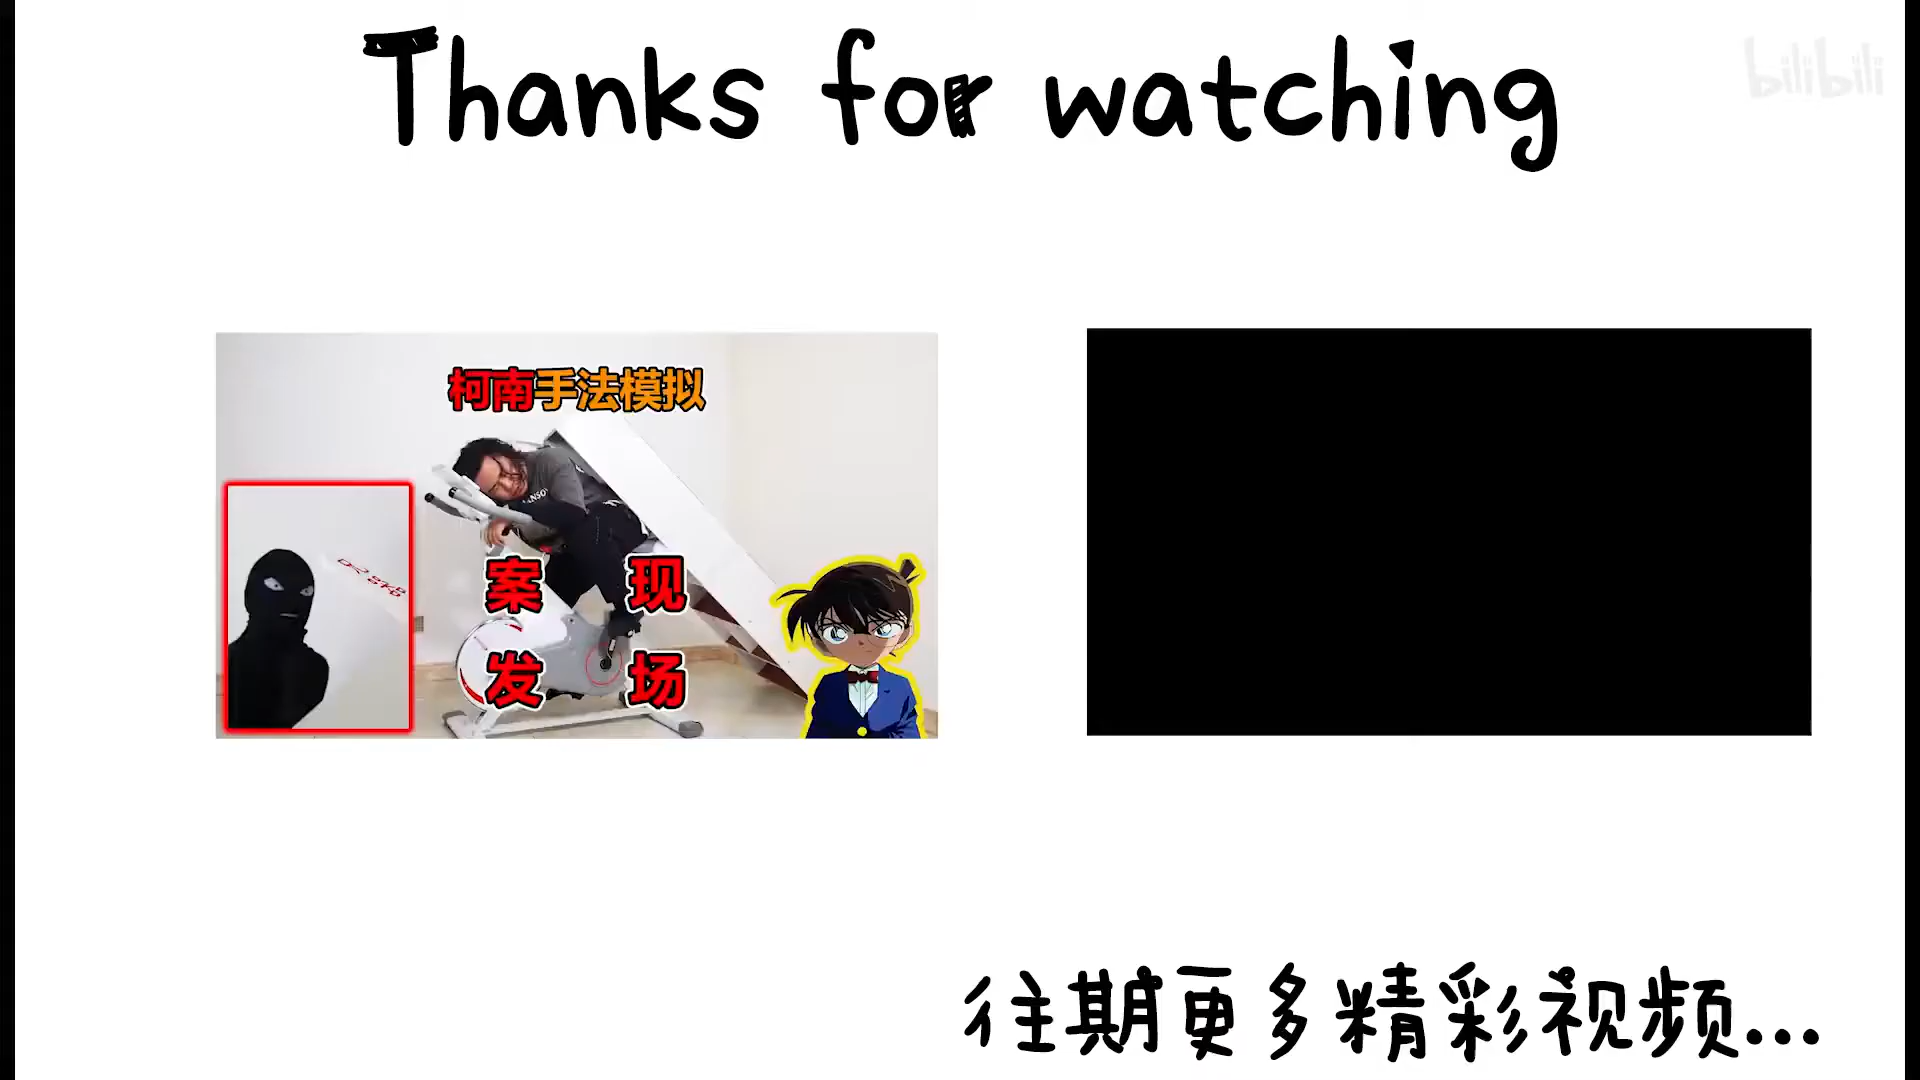 Thanks for watching
bilibili
柯南手法模拟
案 现
发 场
往期更多精彩视频...